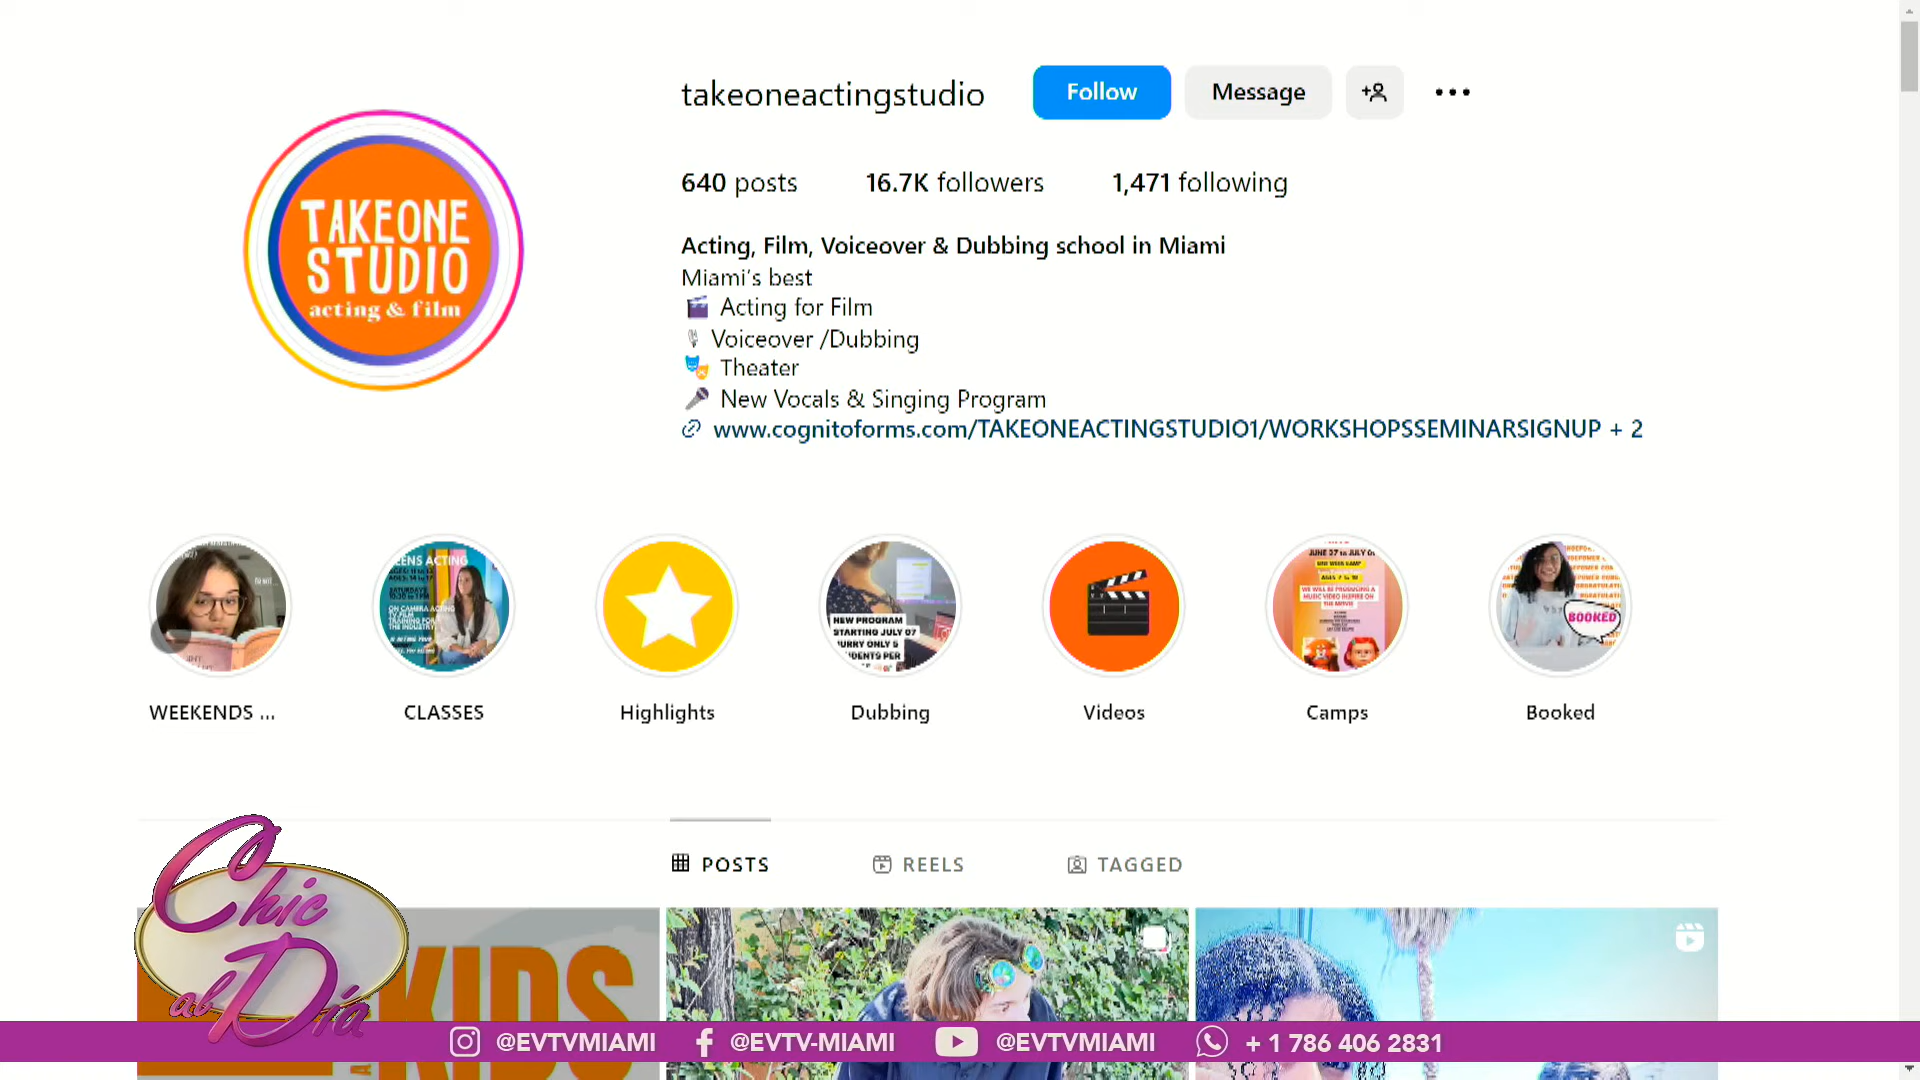 takeoneactingstudio
Follow
Message
640 posts
16.7K followers
1,471 following
TAKEONE
STUDIO
acting & film
Acting, Film, Voiceover & Dubbing school in Miami
Miami's best
Acting for Film
Voiceover /Dubbing
Theater
New Vocals & Singing Program
www.cognitoforms.com/TAKEONEACTINGSTUDIO1/WORKSHOPSSEMINARSIGNUP + 2
NEW PROGRAM
STARTING JULY 07
BOOKED
WEEKENDS ...
CLASSES
Highlights
Dubbing
Videos
Camps
Booked
POSTS
REELS
TAGGED
KIDS
Chic
al
Día
@EVTVMIAMI
@EVTV-MIAMI
@EVTVMIAMI
+ 1 786 406 2831